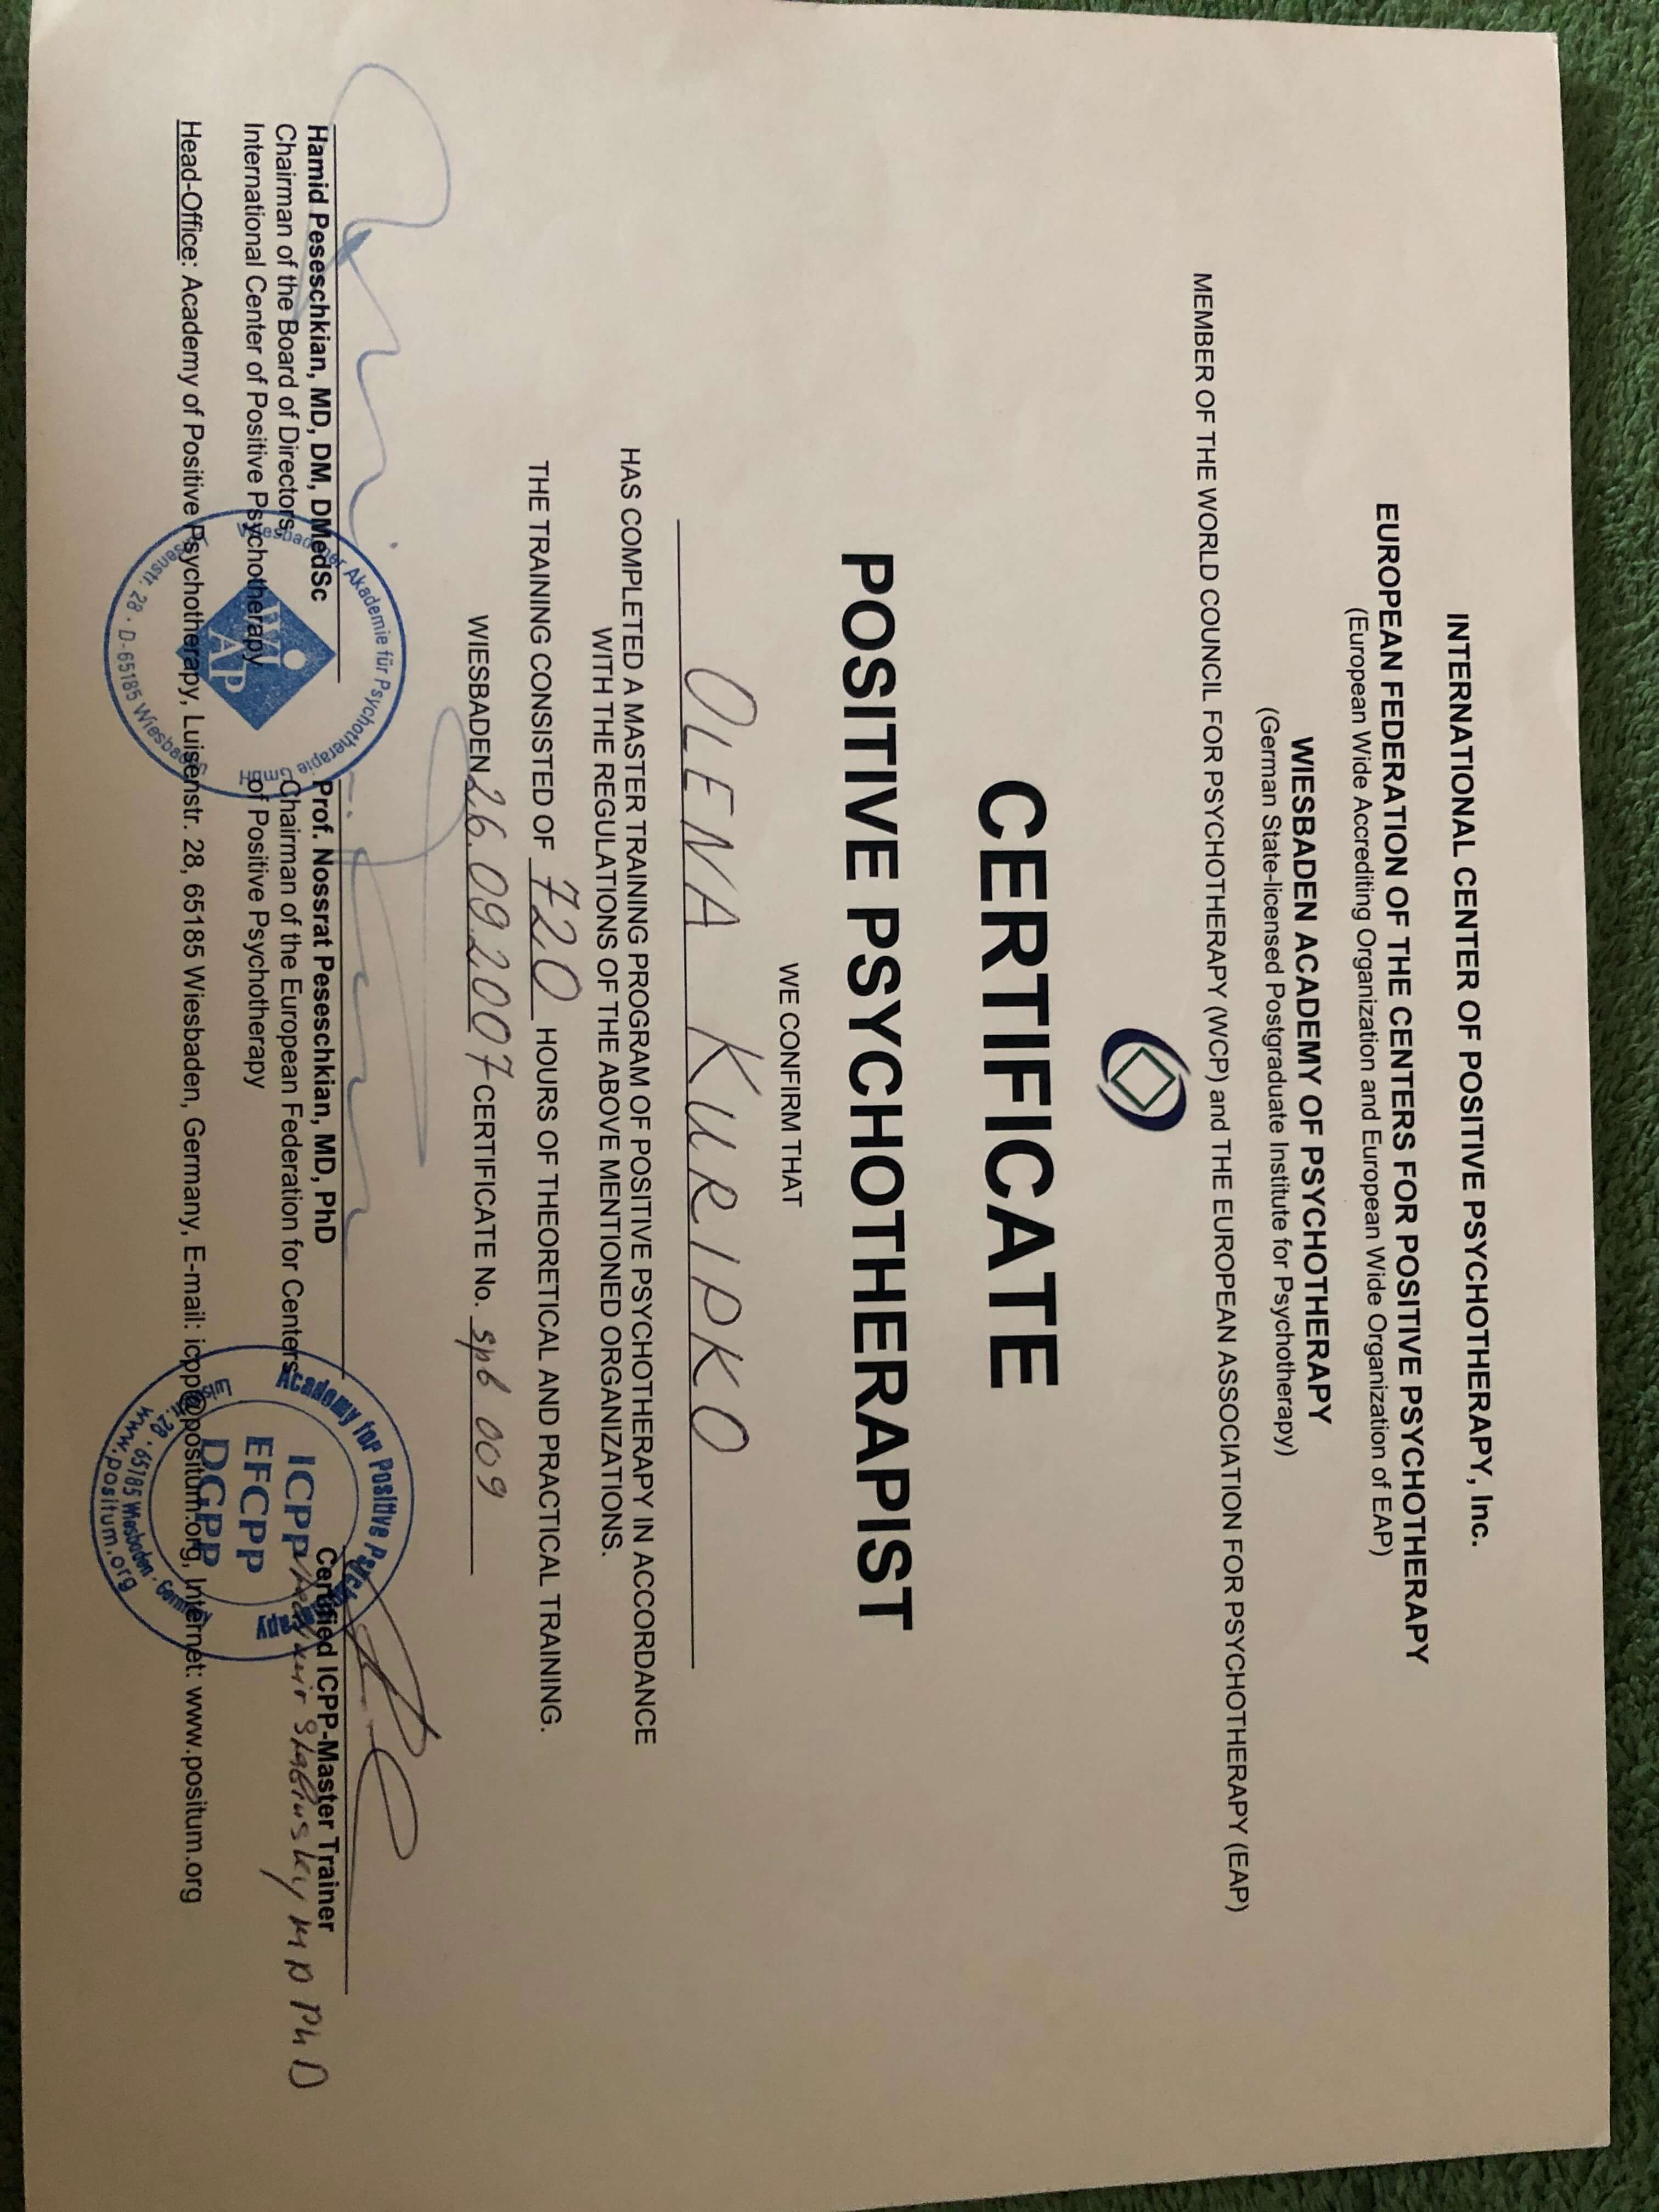 INTERNATIONAL CENTER OF POSITIVE PSYCHOTHERAPY, Inc.
EUROPEAN FEDERATION OF THE CENTERS FOR POSITIVE PSYCHOTHERAPY
(European Wide Accrediting Organization and European Wide Organization of EAP)
WIESBADEN ACADEMY OF PSYCHOTHERAPY
(German State-licensed Postgraduate Institute for Psychotherapy)
MEMBER OF THE WORLD COUNCIL FOR PSYCHOTHERAPY (WCP) and THE EUROPEAN ASSOCIATION FOR PSYCHOTHERAPY (EAP)
CERTIFICATE
POSITIVE PSYCHOTHERAPIST
WE CONFIRM THAT
OLENA KURIPKO
HAS COMPLETED A MASTER TRAINING PROGRAM OF POSITIVE PSYCHOTHERAPY IN ACCORDANCE
WITH THE REGULATIONS OF THE ABOVE MENTIONED ORGANIZATIONS.
THE TRAINING CONSISTED OF 720 HOURS OF THEORETICAL AND PRACTICAL TRAINING.
WIESBADEN 26.09.2007 CERTIFICATE No. spb 009
Hamid Peseschkian, MD, DM, DMedSc
Chairman of the Board of Directors
International Center of Positive Psychotherapy
Wiesbadener Akademie für Psychotherapie GmbH
28 · D-65185 Wiesbaden
WIAP
Prof. Nossrat Peseschkian, MD, PhD
Chairman of the European Federation for Centers
of Positive Psychotherapy
Certified ICPP-Master Trainer
Slabinsky MD PhD
Academy for Positive
ICPP
EFCPP
DGPP
28 · 65185 Wiesbaden · Germany
www.positum.org
Head-Office: Academy of Positive Psychotherapy, Luisenstr. 28, 65185 Wiesbaden, Germany, E-mail: icpp@positum.org, Internet: www.positum.org